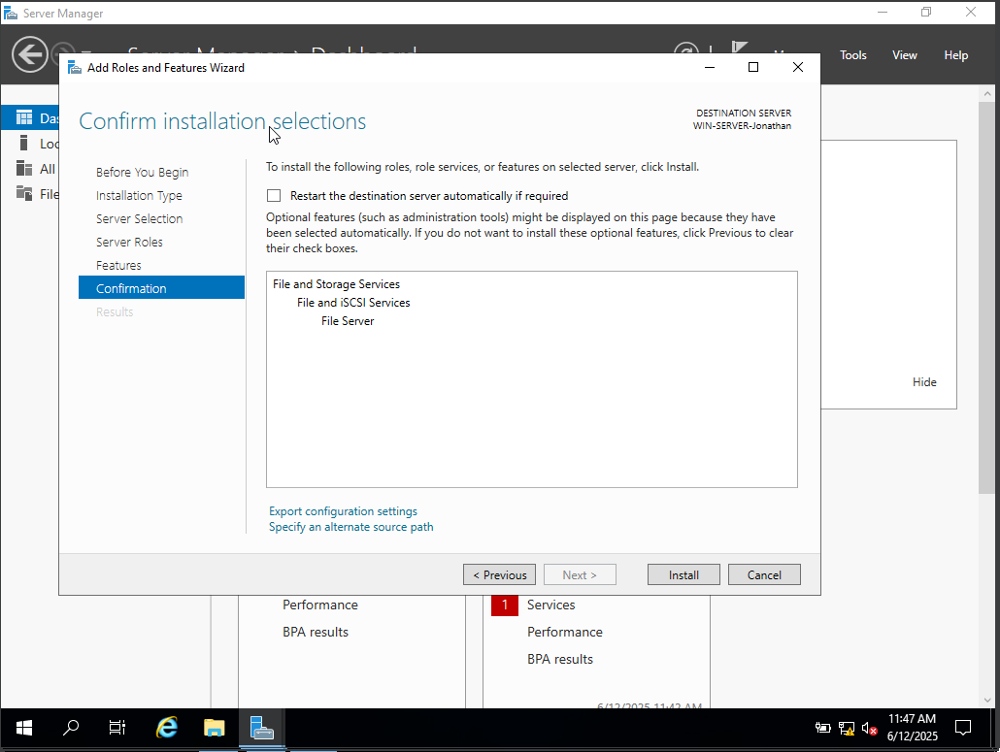 Server Manager
Tools
View
Help
Add Roles and Features Wizard
Confirm installation selections
DESTINATION SERVER
WIN-SERVER-Jonathan
Before You Begin
Installation Type
Server Selection
Server Roles
Features
Confirmation
Results
To install the following roles, role services, or features on selected server, click Install.
Restart the destination server automatically if required
Optional features (such as administration tools) might be displayed on this page because they have
been selected automatically. If you do not want to install these optional features, click Previous to clear
their check boxes.
File and Storage Services
File and iSCSI Services
File Server
Export configuration settings
Specify an alternate source path
< Previous
Next >
Install
Cancel
Das
Loc
All
File
Hide
Performance
BPA results
1 Services
Performance
BPA results
6/12/2025 11:42 AM
11:47 AM
6/12/2025